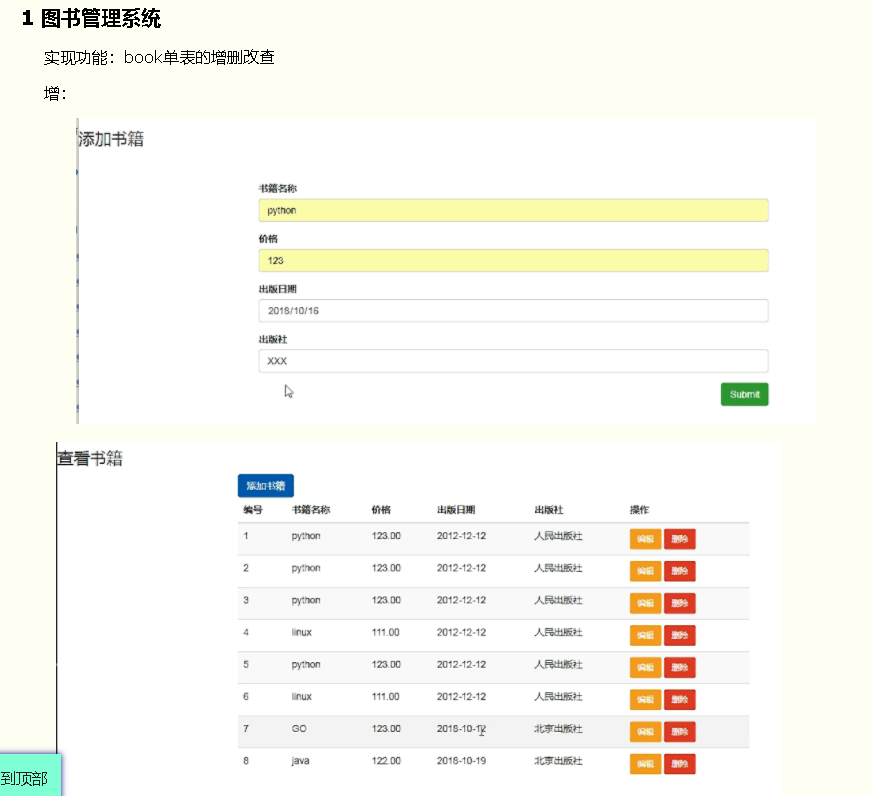 1 图书管理系统
实现功能：book单表的增删改查
增：
添加书籍
书籍名称
python
价格
123
出版日期
2018/10/16
出版社
XXX
Submit
查看书籍
添加书籍
编号 书籍名称 价格 出版日期 出版社 操作
1 python 123.00 2012-12-12 人民出版社 编辑 删除
2 python 123.00 2012-12-12 人民出版社 编辑 删除
3 python 123.00 2012-12-12 人民出版社 编辑 删除
4 linux 111.00 2012-12-12 人民出版社 编辑 删除
5 python 123.00 2012-12-12 人民出版社 编辑 删除
6 linux 111.00 2012-12-12 人民出版社 编辑 删除
7 GO 123.00 2018-10-12 北京出版社 编辑 删除
8 java 122.00 2018-10-19 北京出版社 编辑 删除
到顶部